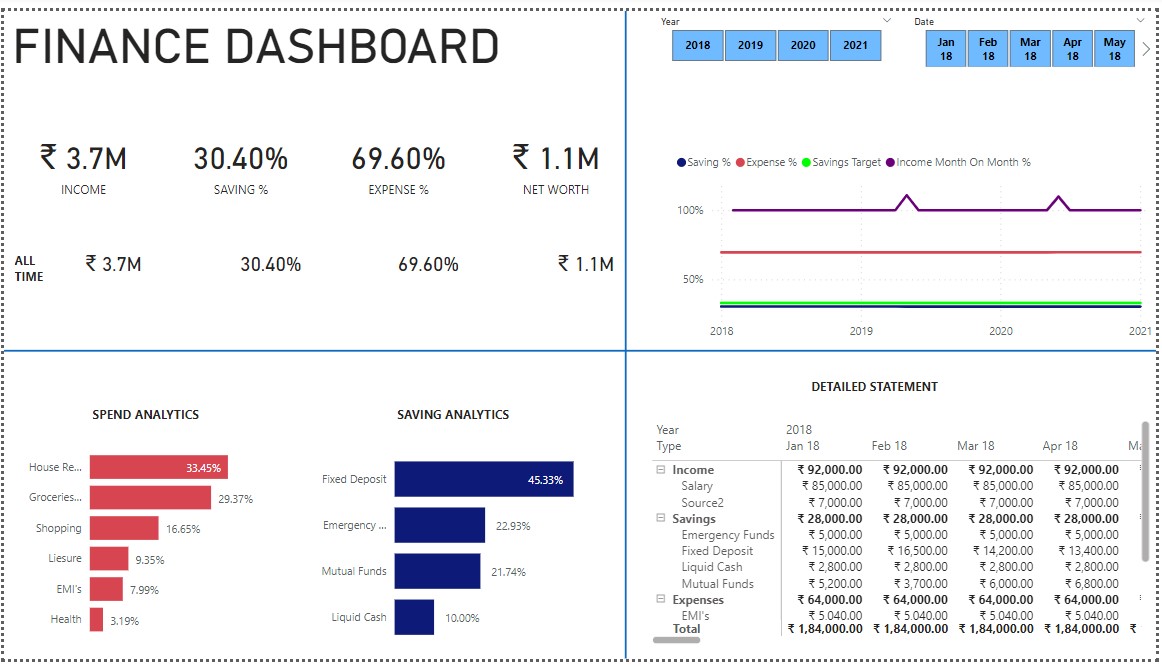 FINANCE DASHBOARD
Year
2018 2019 2020 2021
Date
Jan 18 Feb 18 Mar 18 Apr 18 May 18
₹ 3.7M 30.40% 69.60% ₹ 1.1M
INCOME SAVING % EXPENSE % NET WORTH
ALL TIME ₹ 3.7M 30.40% 69.60% ₹ 1.1M
Saving % Expense % Savings Target Income Month On Month %
100%
50%
2018 2019 2020 2021
SPEND ANALYTICS
House Re... 33.45%
Groceries... 29.37%
Shopping 16.65%
Liesure 9.35%
EMI's 7.99%
Health 3.19%
SAVING ANALYTICS
Fixed Deposit 45.33%
Emergency ... 22.93%
Mutual Funds 21.74%
Liquid Cash 10.00%
DETAILED STATEMENT
Year 2018
Type Jan 18 Feb 18 Mar 18 Apr 18
Income ₹ 92,000.00 ₹ 92,000.00 ₹ 92,000.00 ₹ 92,000.00
Salary ₹ 85,000.00 ₹ 85,000.00 ₹ 85,000.00 ₹ 85,000.00
Source2 ₹ 7,000.00 ₹ 7,000.00 ₹ 7,000.00 ₹ 7,000.00
Savings ₹ 28,000.00 ₹ 28,000.00 ₹ 28,000.00 ₹ 28,000.00
Emergency Funds ₹ 5,000.00 ₹ 5,000.00 ₹ 5,000.00 ₹ 5,000.00
Fixed Deposit ₹ 15,000.00 ₹ 16,500.00 ₹ 14,200.00 ₹ 13,400.00
Liquid Cash ₹ 2,800.00 ₹ 2,800.00 ₹ 2,800.00 ₹ 2,800.00
Mutual Funds ₹ 5,200.00 ₹ 3,700.00 ₹ 6,000.00 ₹ 6,800.00
Expenses ₹ 64,000.00 ₹ 64,000.00 ₹ 64,000.00 ₹ 64,000.00
EMI's ₹ 5,040.00 ₹ 5,040.00 ₹ 5,040.00 ₹ 5,040.00
Total ₹ 1,84,000.00 ₹ 1,84,000.00 ₹ 1,84,000.00 ₹ 1,84,000.00 ₹